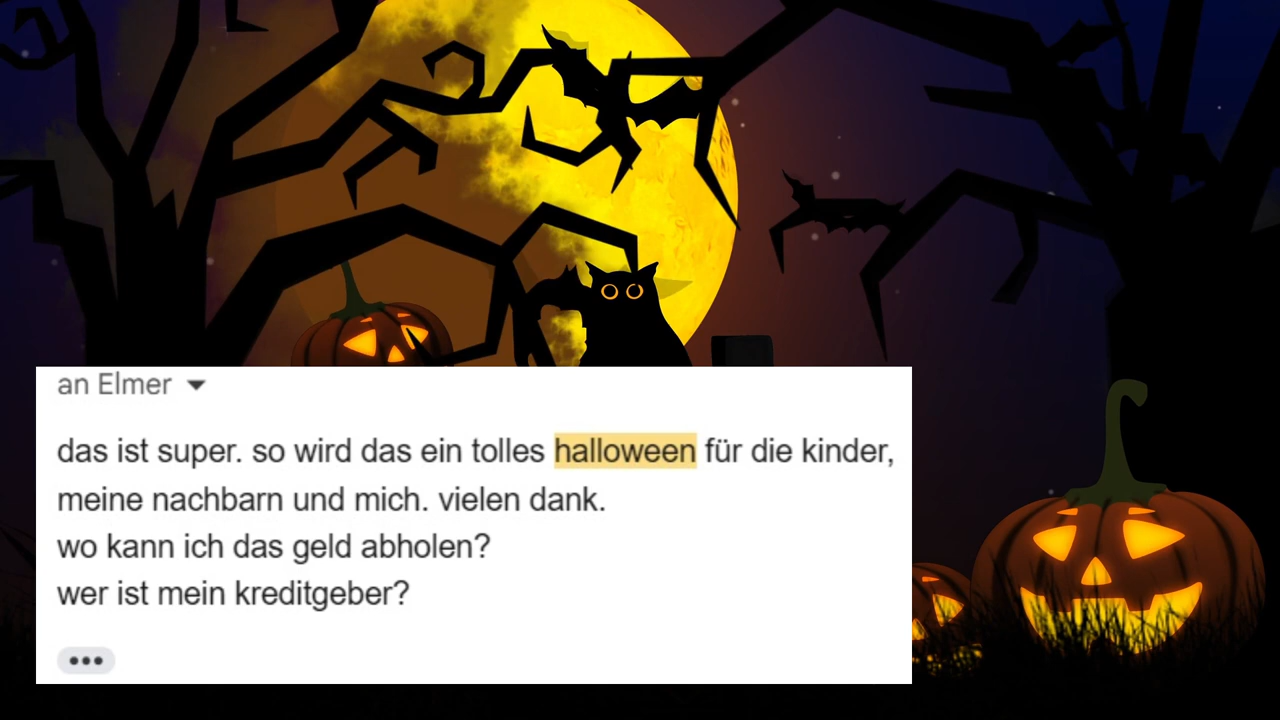 an Elmer
das ist super. so wird das ein tolles halloween für die kinder,
meine nachbarn und mich. vielen dank.
wo kann ich das geld abholen?
wer ist mein kreditgeber?